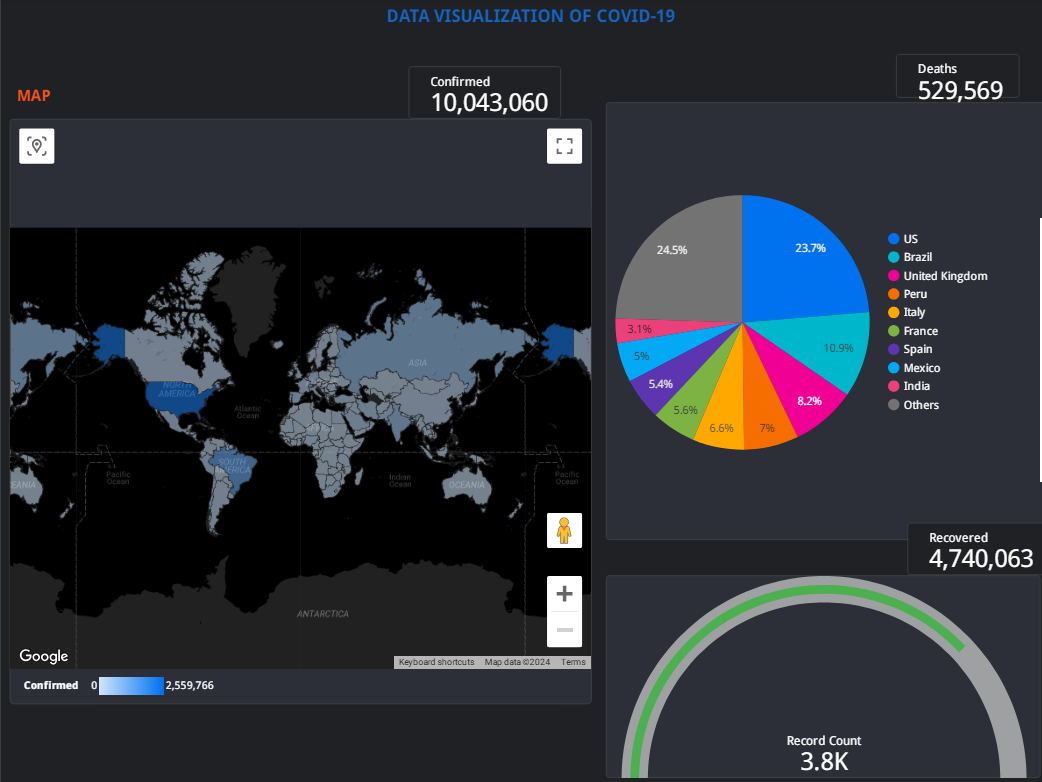 DATA VISUALIZATION OF COVID-19
Confirmed
10,043,060
Deaths
529,569
MAP
NORTH
AMERICA
ASIA
Atlantic
Ocean
SOUTH
AMERICA
Pacific
Ocean
Indian
Ocean
OCEANIA
Pacific
Ocean
EANIA
ANTARCTICA
Google
Keyboard shortcuts
Map data ©2024
Terms
Confirmed
0
2,559,766
23.7%
10.9%
8.2%
7%
6.6%
5.6%
5.4%
5%
3.1%
24.5%
US
Brazil
United Kingdom
Peru
Italy
France
Spain
Mexico
India
Others
Recovered
4,740,063
Record Count
3.8K